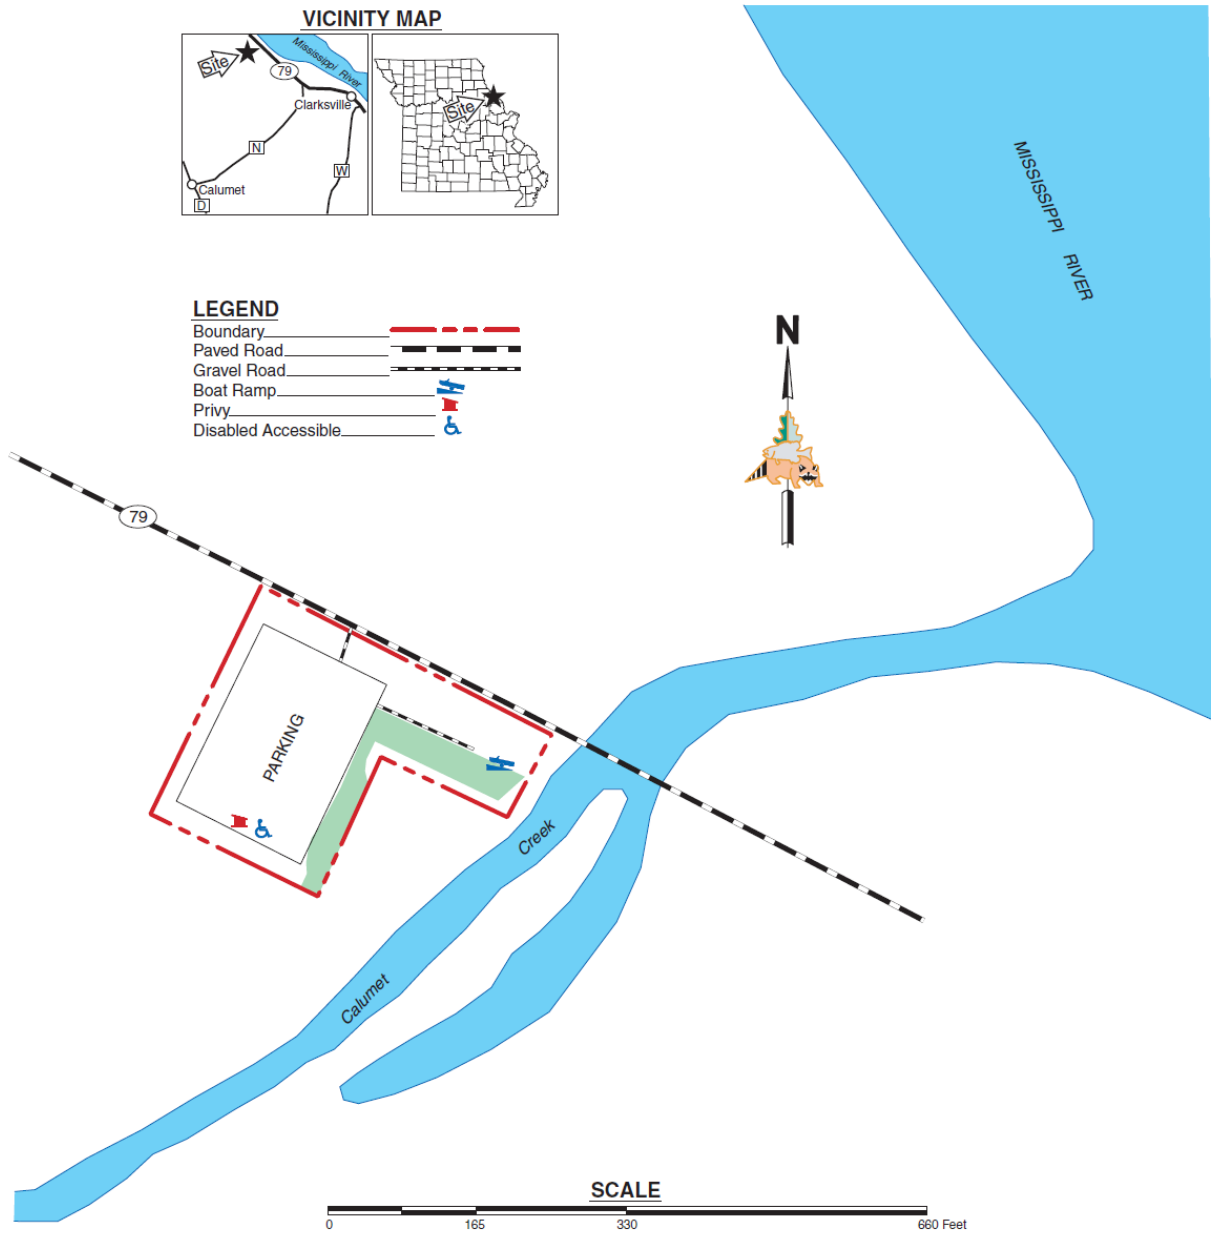 VICINITY MAP
Site
79
Mississippi River
Clarksville
N
W
Calumet
D
Site
MISSISSIPPI RIVER
LEGEND
Boundary
Paved Road
Gravel Road
Boat Ramp
Privy
Disabled Accessible
N
79
PARKING
Creek
Calumet
SCALE
0 165 330 660 Feet